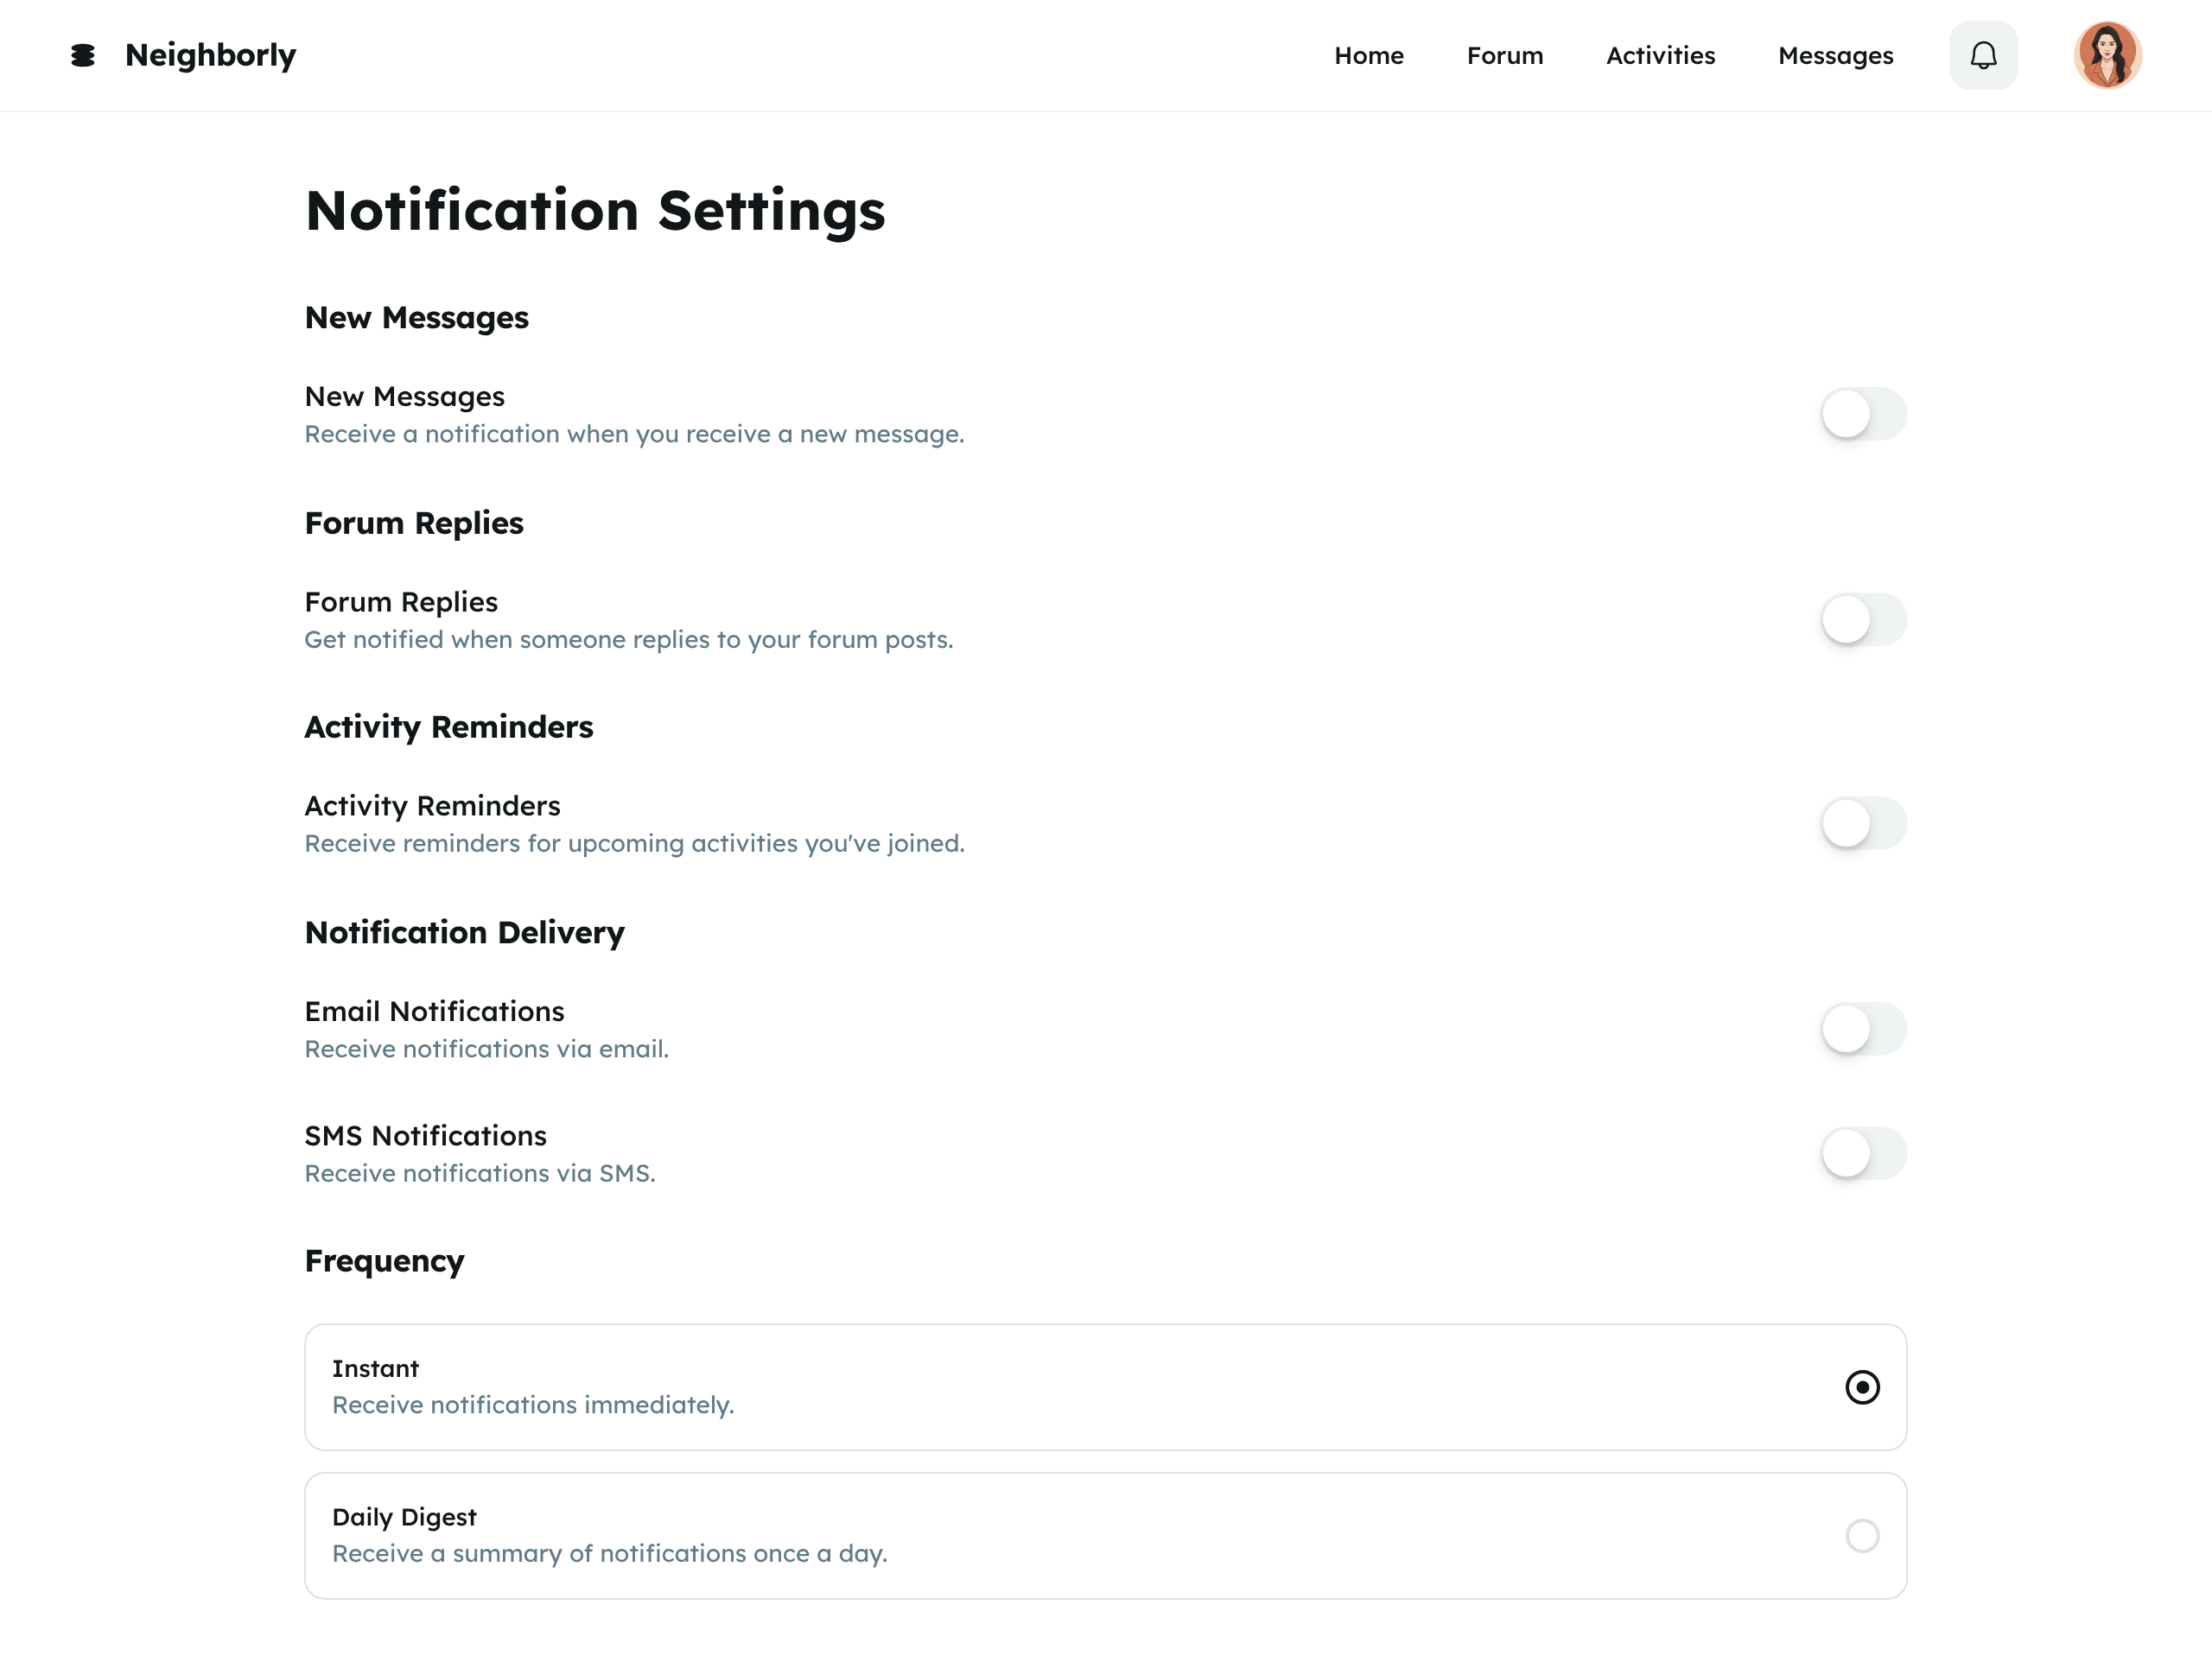 Neighborly
Home
Forum
Activities
Messages
Notification Settings
New Messages
New Messages
Receive a notification when you receive a new message.
Forum Replies
Forum Replies
Get notified when someone replies to your forum posts.
Activity Reminders
Activity Reminders
Receive reminders for upcoming activities you've joined.
Notification Delivery
Email Notifications
Receive notifications via email.
SMS Notifications
Receive notifications via SMS.
Frequency
Instant
Receive notifications immediately.
Daily Digest
Receive a summary of notifications once a day.